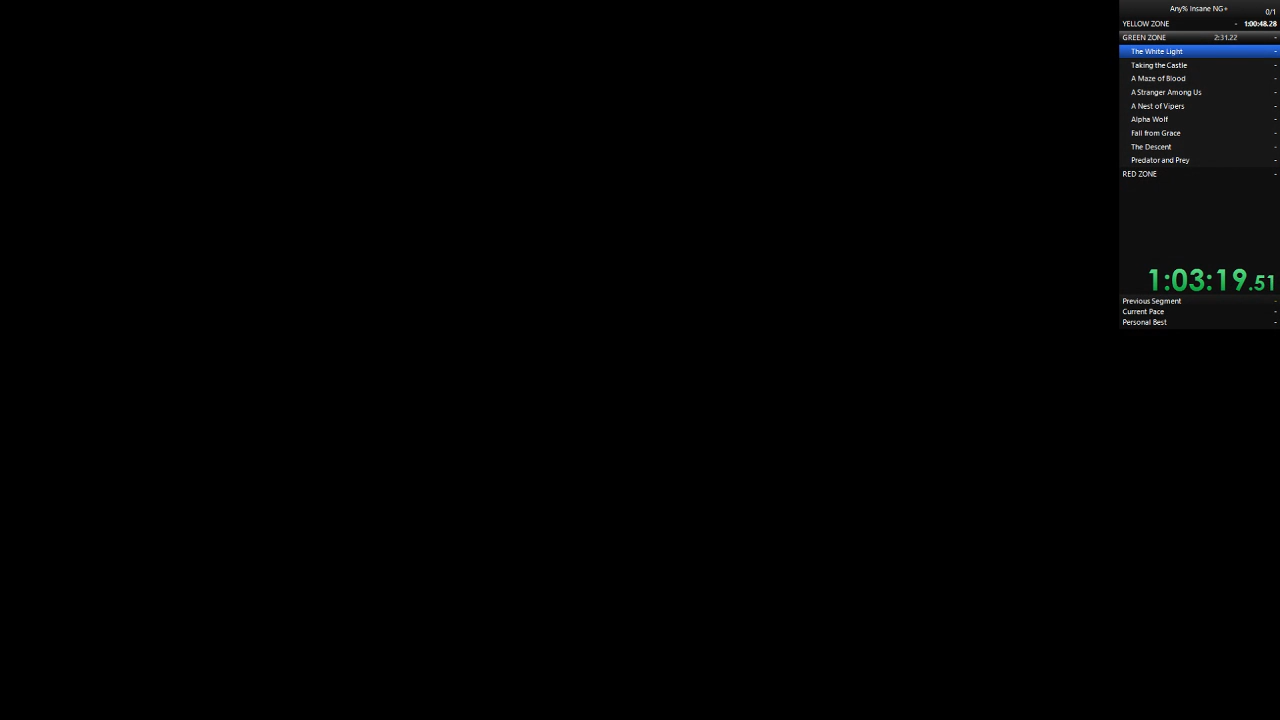 Any% Insane NG+ 0/1
YELLOW ZONE - 1:00:48.28
GREEN ZONE 2:31.22 -
The White Light -
Taking the Castle -
A Maze of Blood -
A Stranger Among Us -
A Nest of Vipers -
Alpha Wolf -
Fall from Grace -
The Descent -
Predator and Prey -
RED ZONE -
1:03:19.51
Previous Segment -
Current Pace -
Personal Best -